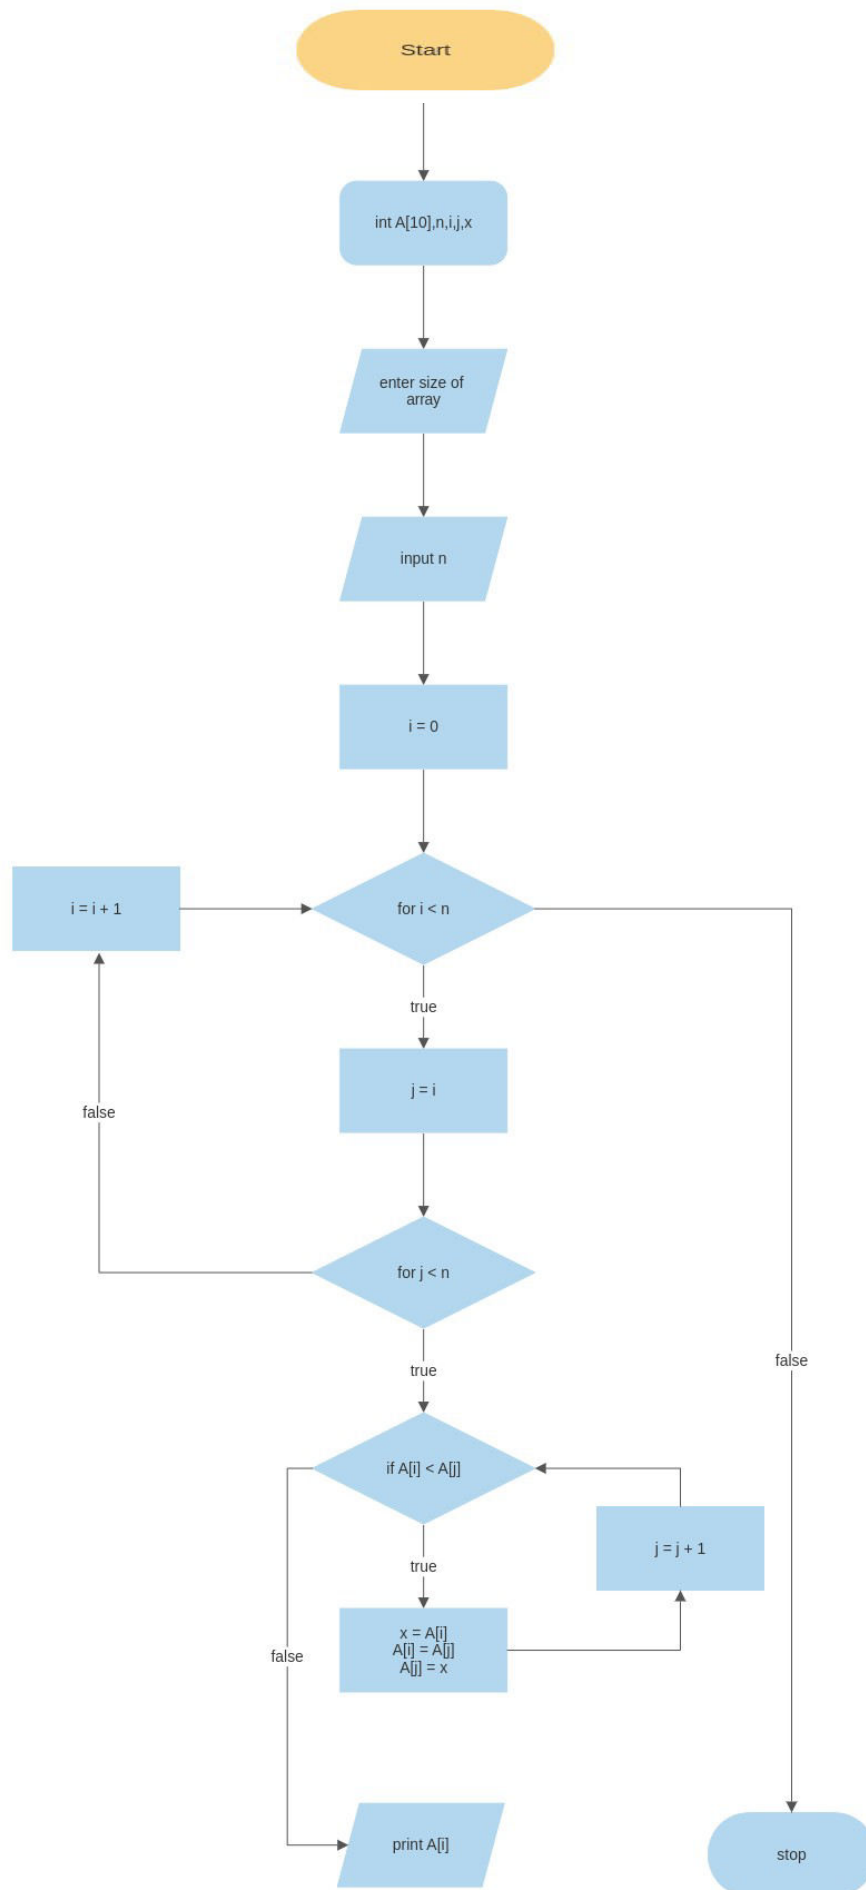 Start
int A[10],n,i,j,x
enter size of
array
input n
i = 0
i = i + 1
for i < n
true
j = i
false
for j < n
false
true
if A[i] < A[j]
j = j + 1
true
x = A[i]
A[i] = A[j]
A[j] = x
false
print A[i]
stop